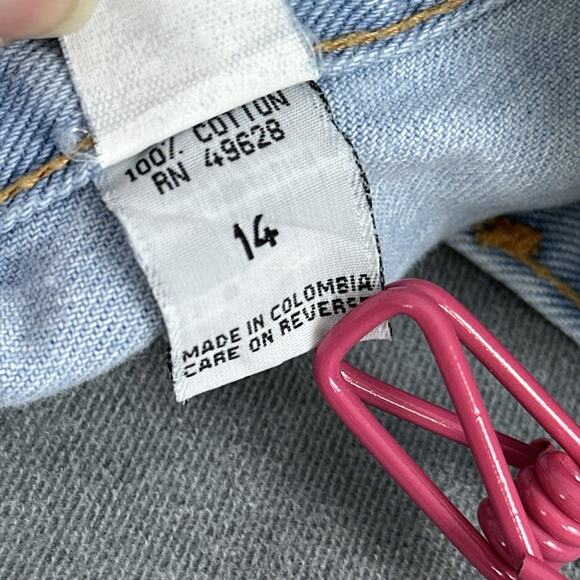 100% COTTON
RN 49628
14
MADE IN COLOMBIA
CARE ON REVERSE